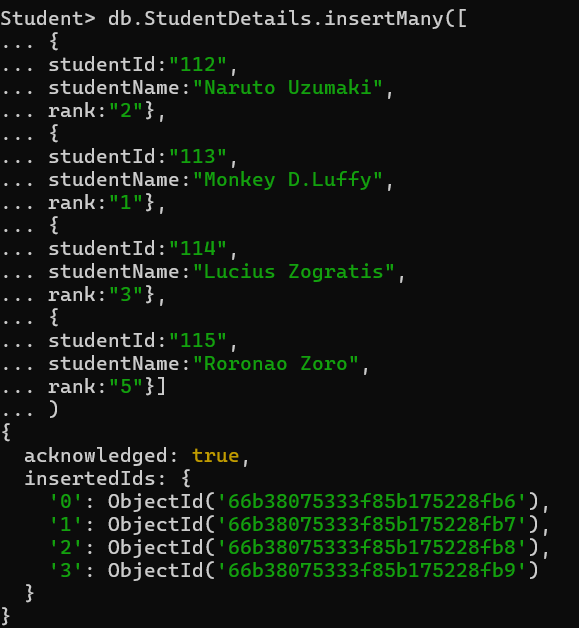 Student> db.StudentDetails.insertMany([
... {
... studentId:"112",
... studentName:"Naruto Uzumaki",
... rank:"2"},
... {
... studentId:"113",
... studentName:"Monkey D.Luffy",
... rank:"1"},
... {
... studentId:"114",
... studentName:"Lucius Zogratis",
... rank:"3"},
... {
... studentId:"115",
... studentName:"Roronao Zoro",
... rank:"5"}]
... )
{
  acknowledged: true,
  insertedIds: {
    '0': ObjectId('66b38075333f85b175228fb6'),
    '1': ObjectId('66b38075333f85b175228fb7'),
    '2': ObjectId('66b38075333f85b175228fb8'),
    '3': ObjectId('66b38075333f85b175228fb9')
  }
}